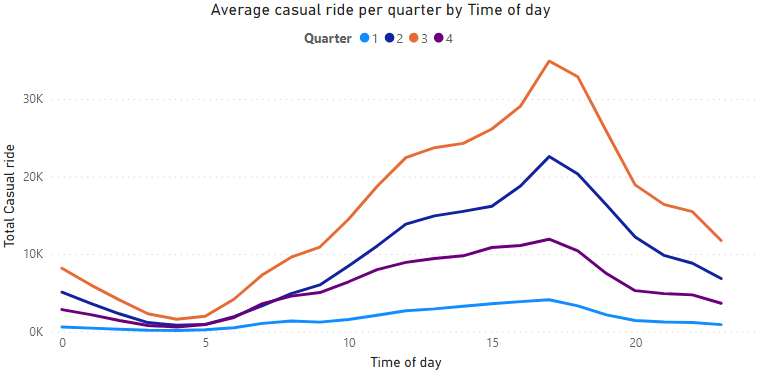 Average casual ride per quarter by Time of day
Quarter 1 2 3 4
Total Casual ride
30K
20K
10K
0K
0 5 10 15 20
Time of day